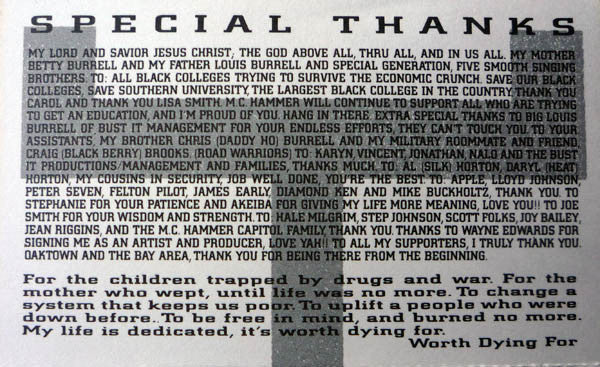 SPECIAL THANKS
MY LORD AND SAVIOR JESUS CHRIST; THE GOD ABOVE ALL, THRU ALL, AND IN US ALL. MY MOTHER
BETTY BURRELL AND MY FATHER LOUIS BURRELL AND SPECIAL GENERATION, FIVE SMOOTH SINGING
BROTHERS. TO: ALL BLACK COLLEGES TRYING TO SURVIVE THE ECONOMIC CRUNCH. SAVE OUR BLACK
COLLEGES, SAVE SOUTHERN UNIVERSITY, THE LARGEST BLACK COLLEGE IN THE COUNTRY. THANK YOU
CAROL AND THANK YOU LISA SMITH. M.C. HAMMER WILL CONTINUE TO SUPPORT ALL WHO ARE TRYING
TO GET AN EDUCATION, AND I'M PROUD OF YOU. HANG IN THERE. EXTRA SPECIAL THANKS TO BIG LOUIS
BURRELL OF BUST IT MANAGEMENT FOR YOUR ENDLESS EFFORTS, THEY CAN'T TOUCH YOU TO YOUR
ASSISTANTS, MY BROTHER CHRIS (DADDY HO) BURRELL AND MY MILITARY ROOMMATE AND FRIEND,
CRAIG (BLACK BERRY) BROOKS (ROAD WARRIORS) TO: KARYN, VINCENT, JONATHAN, NALO AND THE BUST
IT PRODUCTIONS/MANAGEMENT AND FAMILIES, THANKS MUCH. TO: AL (SILK) HORTON, DARYL (HEAT)
HORTON, MY COUSINS IN SECURITY, JOB WELL DONE, YOU'RE THE BEST! TO: APPLE, LLOYD JOHNSON,
PETER SEVEN, FELTON PILOT, JAMES EARLY, DIAMOND KEN AND MIKE BUCKHOLTZ, THANK YOU TO
STEPHANIE FOR YOUR PATIENCE AND AKEIBA FOR GIVING MY LIFE MORE MEANING, LOVE YOU!! TO JOE
SMITH FOR YOUR WISDOM AND STRENGTH. TO: HALE MILGRIM, STEP JOHNSON, SCOTT FOLKS, JOY BAILEY,
JEAN RIGGINS, AND THE M.C. HAMMER CAPITOL FAMILY, THANK YOU. THANKS TO WAYNE EDWARDS FOR
SIGNING ME AS AN ARTIST AND PRODUCER, LOVE YAH!! TO ALL MY SUPPORTERS, I TRULY THANK YOU.
OAKTOWN AND THE BAY AREA, THANK YOU FOR BEING THERE FROM THE BEGINNING.
For the children trapped by drugs and war. For the
mother who wept, until life was no more. To change a
system that keeps us poor. To uplift a people who were
down before. To be free in mind, and burned no more.
My life is dedicated, it's worth dying for.
Worth Dying For